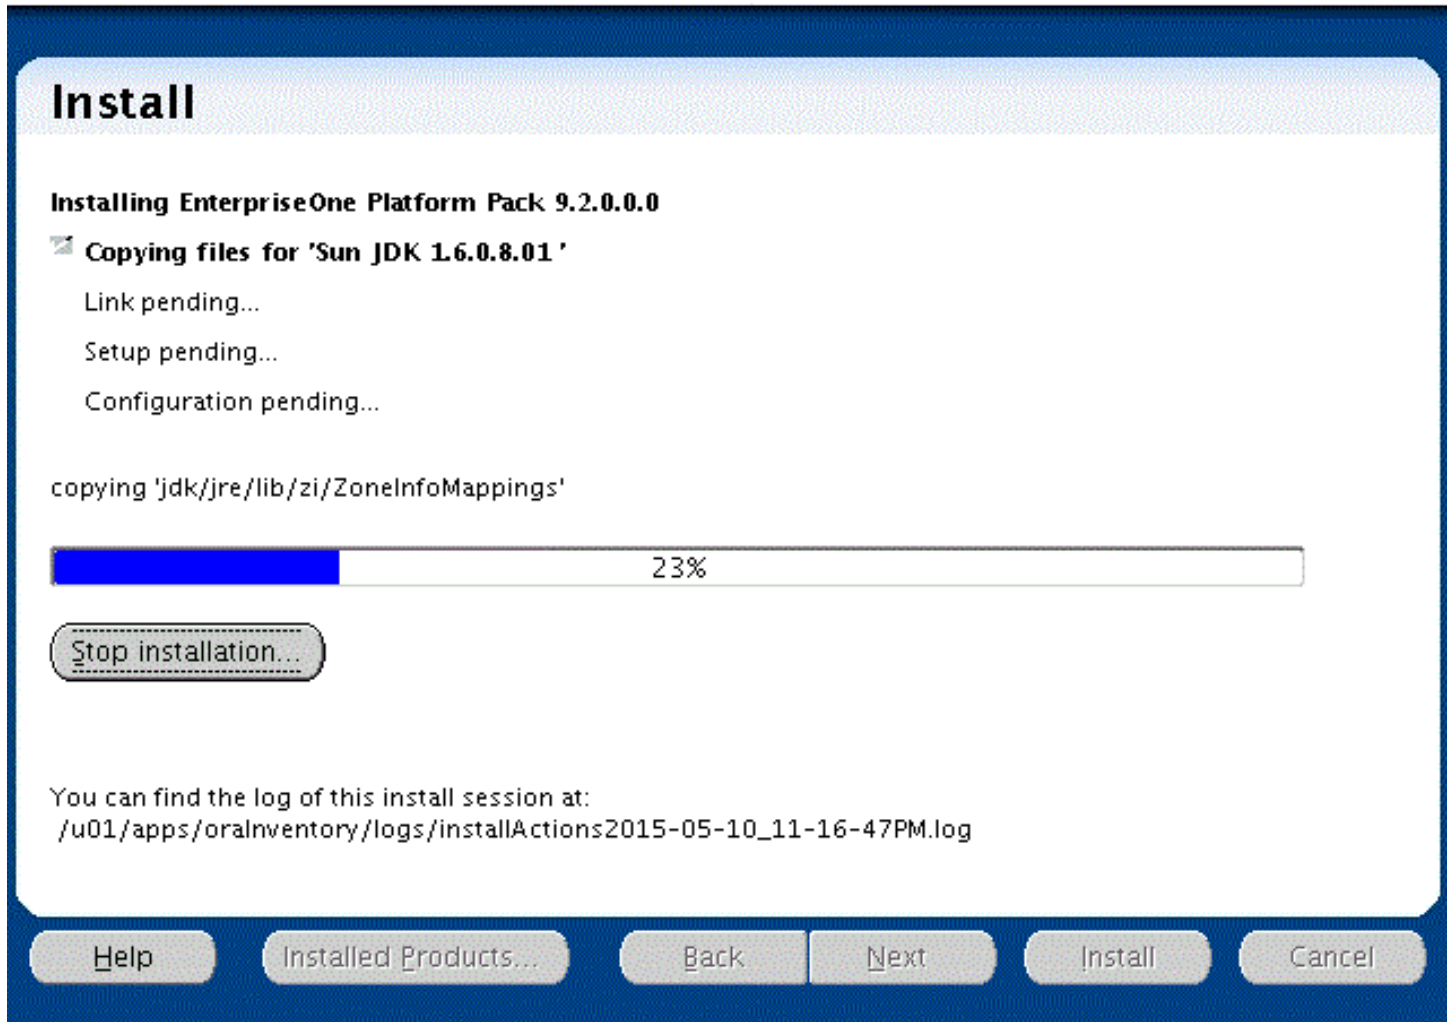 Install
Installing EnterpriseOne Platform Pack 9.2.0.0.0
Copying files for 'Sun JDK 1.6.0.8.01 '
Link pending...
Setup pending...
Configuration pending...
copying 'jdk/jre/lib/zi/ZoneInfoMappings'
23%
Stop installation...
You can find the log of this install session at:
/u01/apps/oraInventory/logs/installActions2015-05-10_11-16-47PM.log
Help Installed Products... Back Next Install Cancel